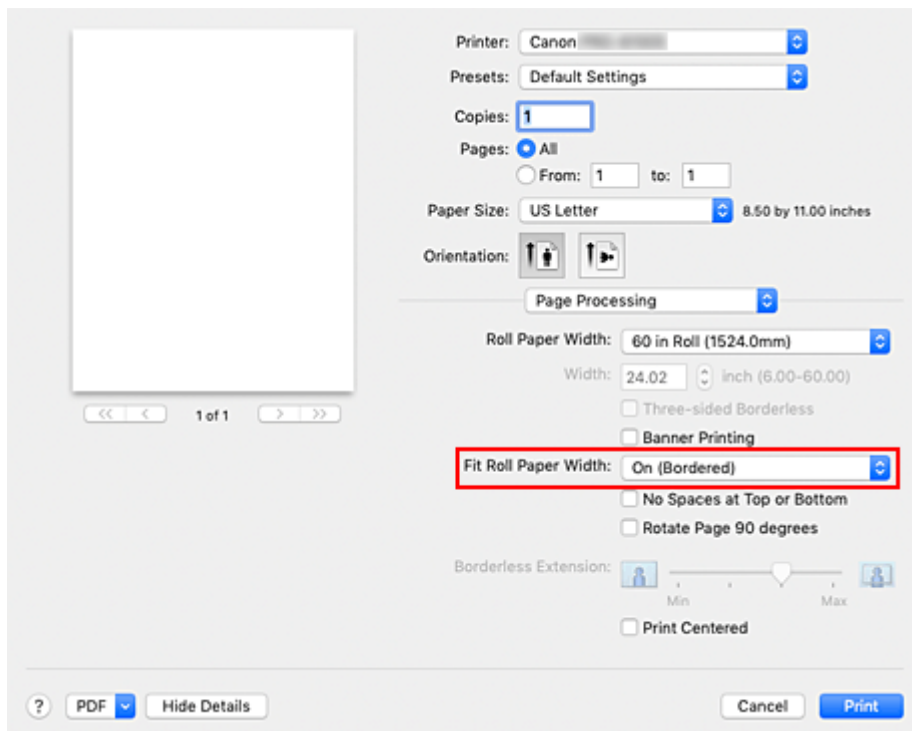 Printer: Canon
Presets: Default Settings
Copies: 1
Pages: All
From: 1 to: 1
Paper Size: US Letter 8.50 by 11.00 inches
Orientation:
Page Processing
Roll Paper Width: 60 in Roll (1524.0mm)
Width: 24.02 inch (6.00-60.00)
Three-sided Borderless
<< < 1 of 1 > >>
Banner Printing
Fit Roll Paper Width: On (Bordered)
No Spaces at Top or Bottom
Rotate Page 90 degrees
Borderless Extension:
Min Max
Print Centered
? PDF Hide Details Cancel Print